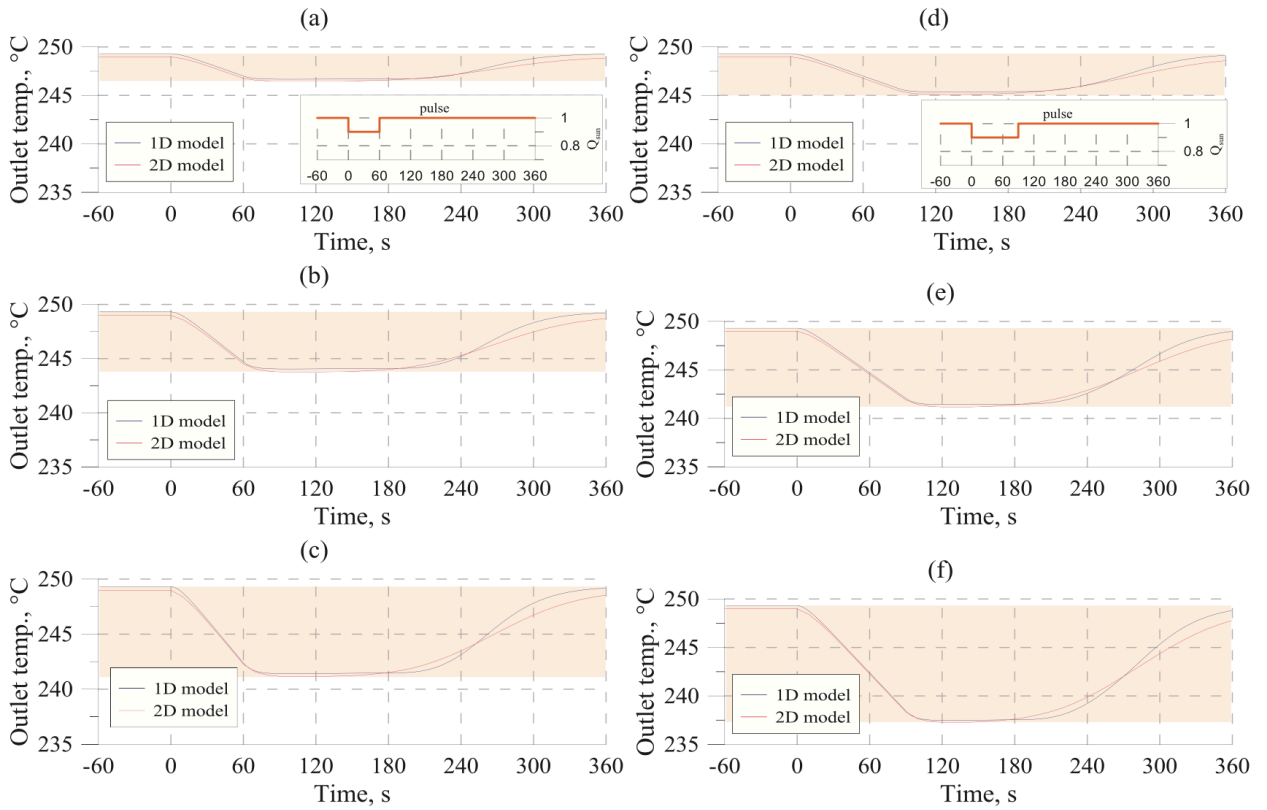 (a)
Outlet temp., °C
250
245
240
235
1D model
2D model
pulse
1
0.8
Q sun
-60 0 60 120 180 240 300 360
-60 0 60 120 180 240 300 360
Time, s
(b)
Outlet temp., °C
250
245
240
235
1D model
2D model
-60 0 60 120 180 240 300 360
Time, s
(c)
Outlet temp., °C
250
245
240
235
1D model
2D model
-60 0 60 120 180 240 300 360
Time, s
(d)
Outlet temp., °C
250
245
240
235
1D model
2D model
pulse
1
0.8
Q sun
-60 0 60 120 180 240 300 360
-60 0 60 120 180 240 300 360
Time, s
(e)
Outlet temp., °C
250
245
240
235
1D model
2D model
-60 0 60 120 180 240 300 360
Time, s
(f)
Outlet temp., °C
250
245
240
235
1D model
2D model
-60 0 60 120 180 240 300 360
Time, s